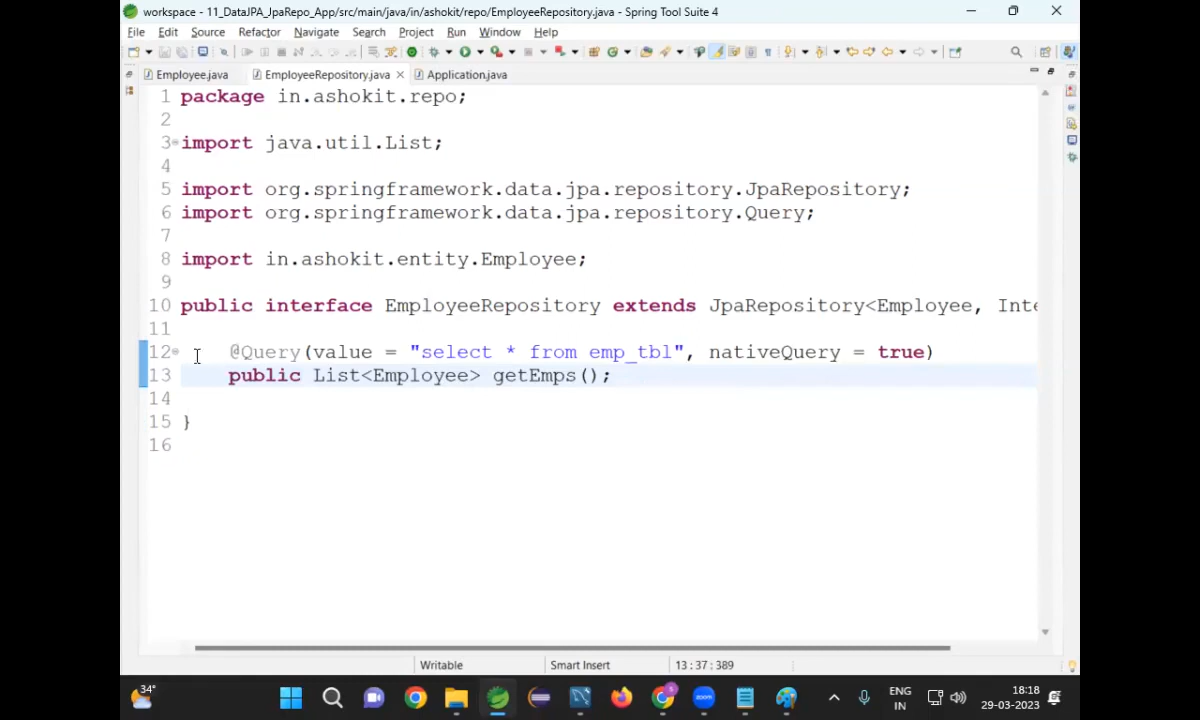 workspace - 11_DataJPA_JpaRepo_App/src/main/java/in/ashokit/repo/EmployeeRepository.java - Spring Tool Suite 4
File Edit Source Refactor Navigate Search Project Run Window Help
Employee.java EmployeeRepository.java Application.java
1 package in.ashokit.repo;
2
3 import java.util.List;
4
5 import org.springframework.data.jpa.repository.JpaRepository;
6 import org.springframework.data.jpa.repository.Query;
7
8 import in.ashokit.entity.Employee;
9
10 public interface EmployeeRepository extends JpaRepository<Employee, Inte
11
12 @Query(value = "select * from emp_tbl", nativeQuery = true)
13 public List<Employee> getEmps();
14
15 }
16
Writable Smart Insert 13 : 37 : 389
34°
zoom
ENG
IN
18:18
29-03-2023